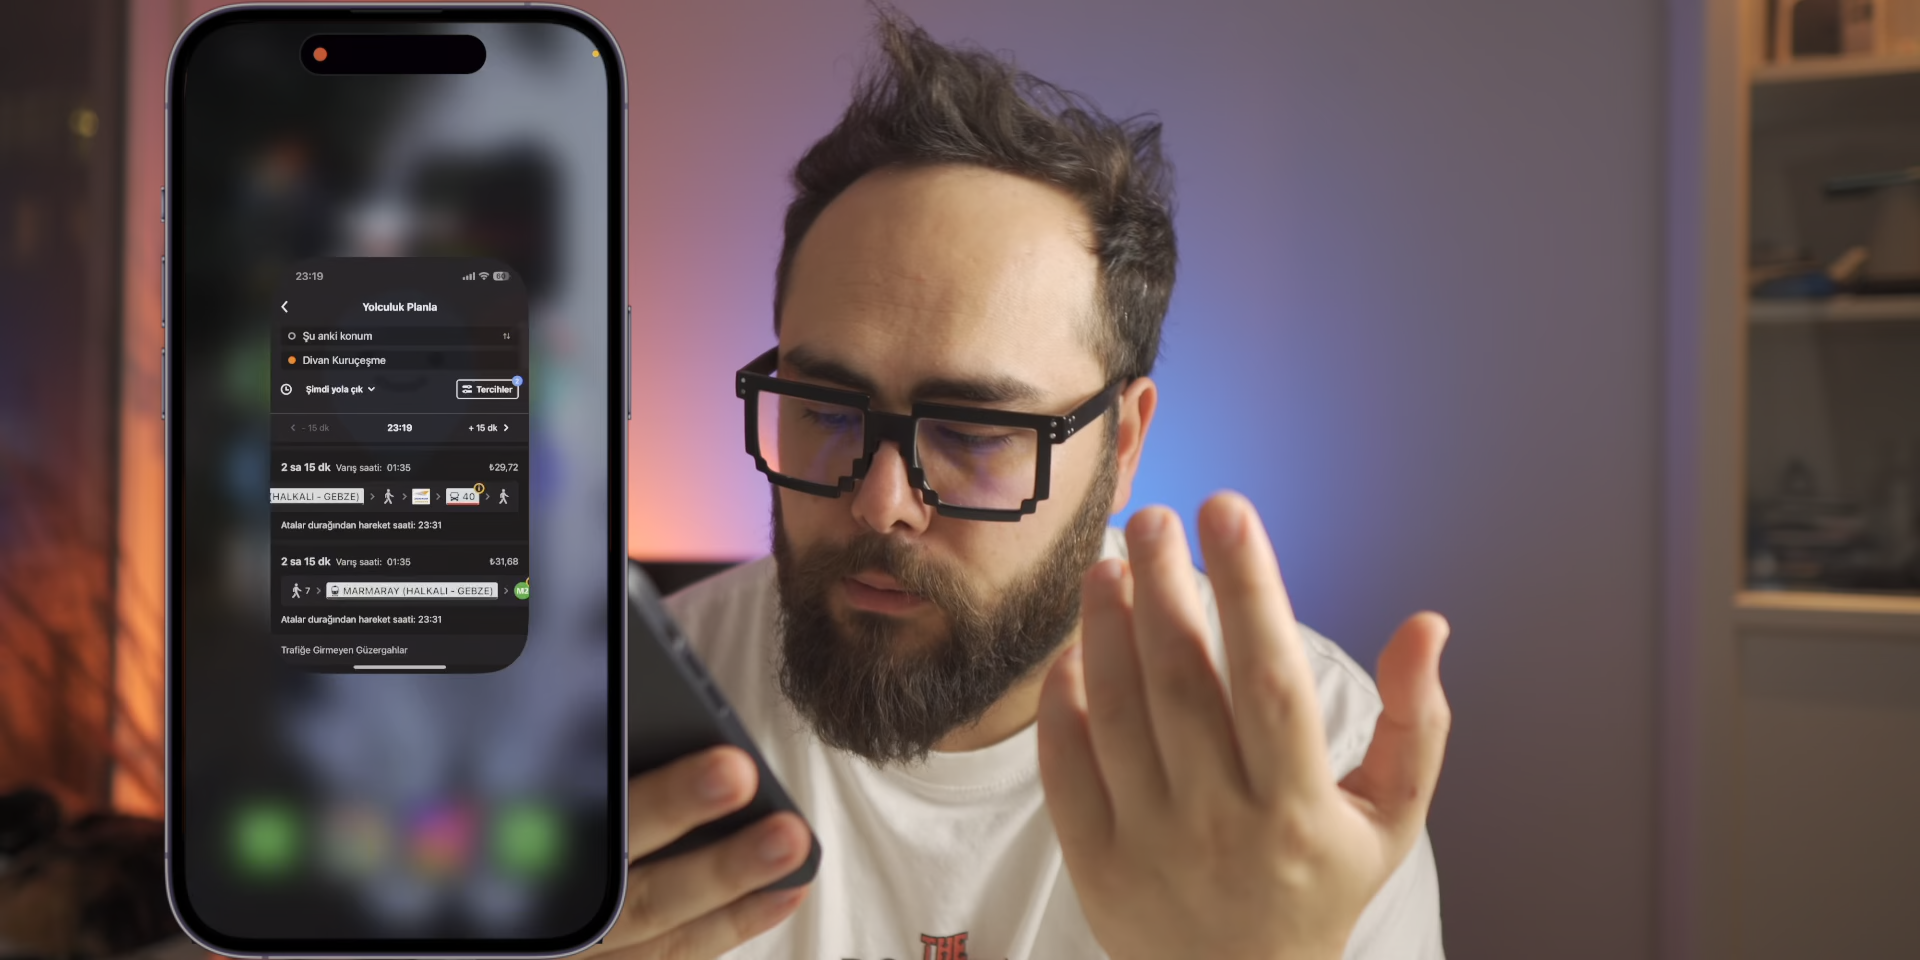 23:19
60
Yolculuk Planla
Şu anki konum
Divan Kuruçeşme
Şimdi yola çık
Tercihler
- 15 dk
23:19
+ 15 dk
2 sa 15 dk Varış saati: 01:35 ₺29,72
(HALKALI - GEBZE) 40
Atalar durağından hareket saati: 23:31
2 sa 15 dk Varış saati: 01:35 ₺31,68
7 MARMARAY (HALKALI - GEBZE) M2
Atalar durağından hareket saati: 23:31
Trafiğe Girmeyen Güzergahlar
THE